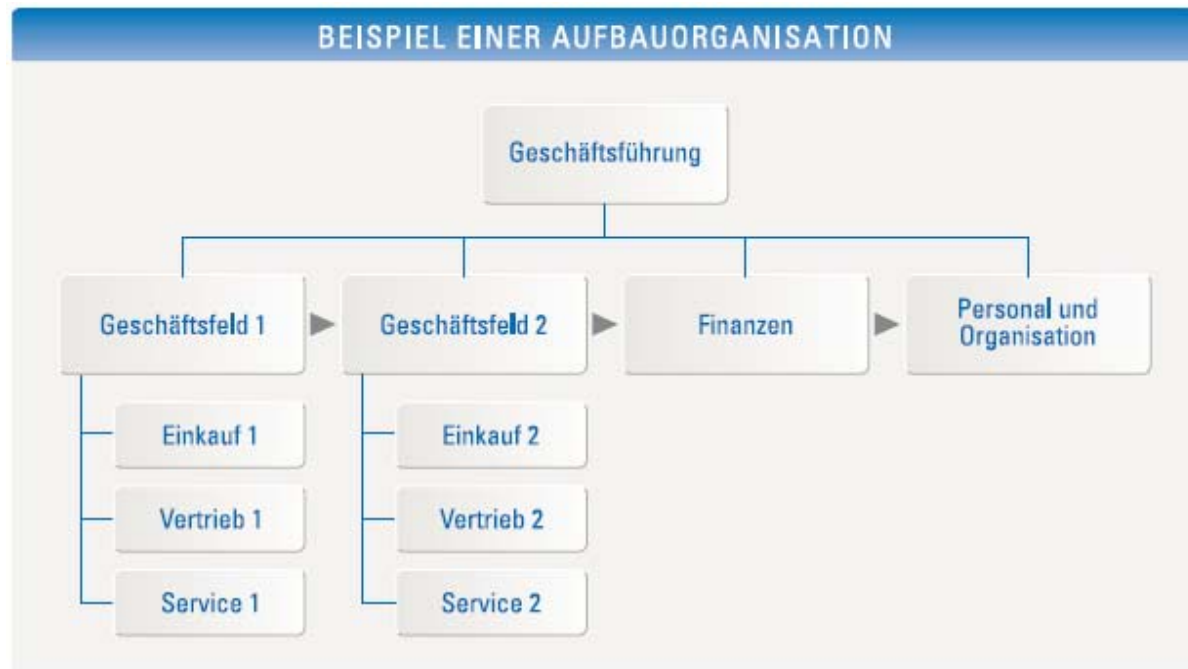 BEISPIEL EINER AUFBAUORGANISATION
Geschäftsführung
Geschäftsfeld 1
Geschäftsfeld 2
Finanzen
Personal und
Organisation
Einkauf 1
Einkauf 2
Vertrieb 1
Vertrieb 2
Service 1
Service 2